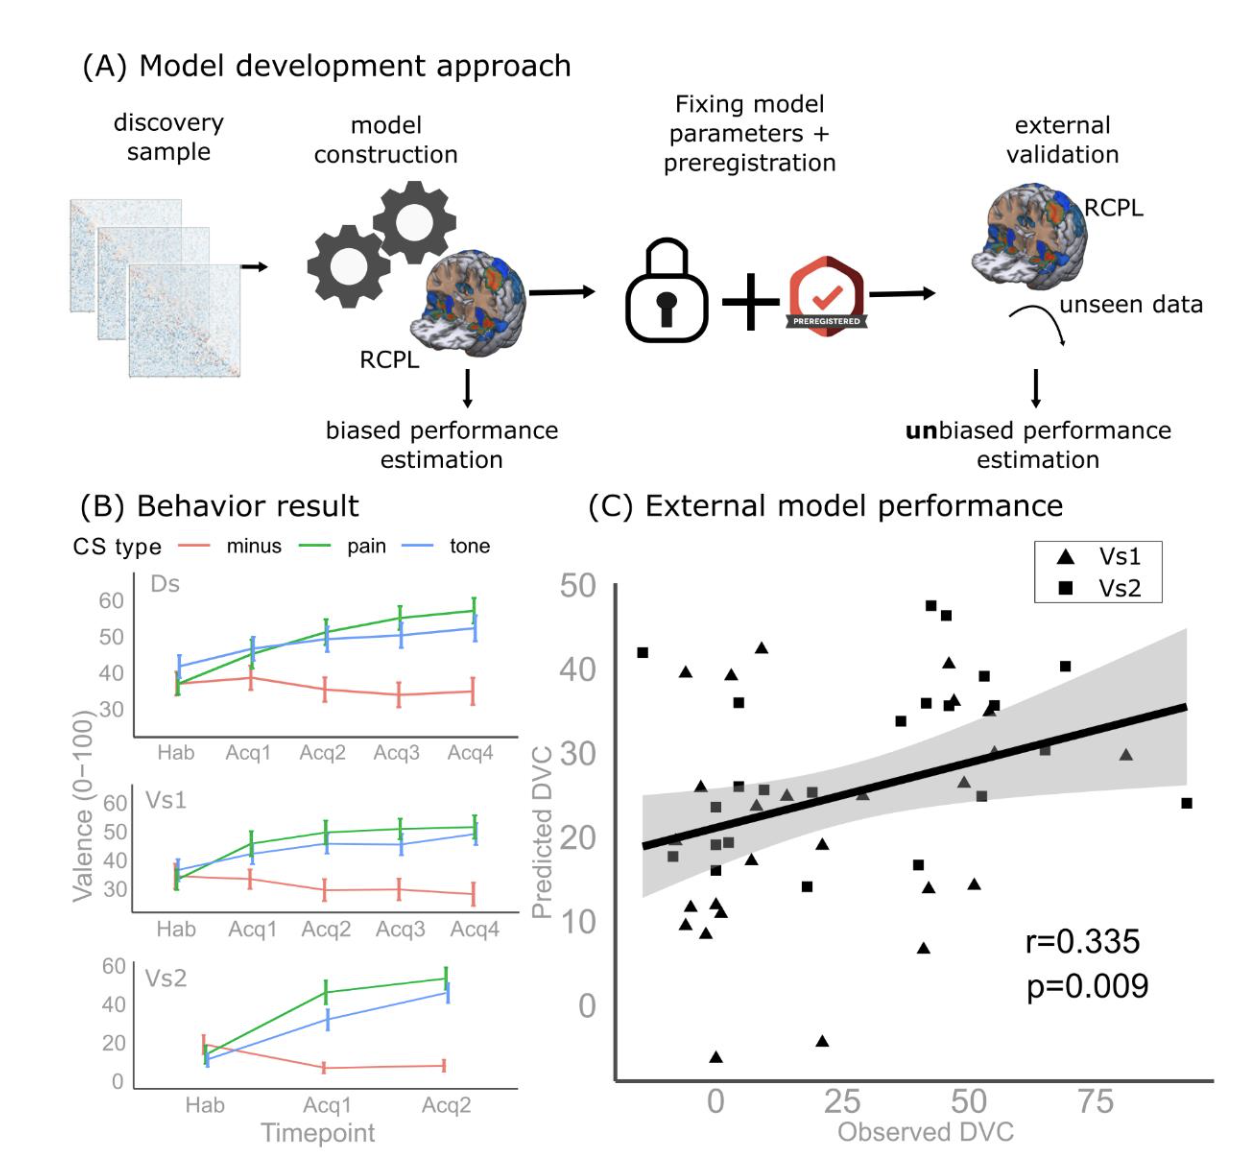 (A) Model development approach
discovery
sample
model
construction
Fixing model
parameters +
preregistration
external
validation
RCPL
RCPL
PREREGISTERED
unseen data
biased performance
estimation
unbiased performance
estimation
(B) Behavior result
CS type minus pain tone
Valence (0−100)
Ds
60
50
40
30
Hab Acq1 Acq2 Acq3 Acq4
Vs1
60
50
40
30
Hab Acq1 Acq2 Acq3 Acq4
Vs2
60
40
20
0
Hab Acq1 Acq2
Timepoint
(C) External model performance
Vs1
Vs2
Predicted DVC
50
40
30
20
10
0
r=0.335
p=0.009
0 25 50 75
Observed DVC